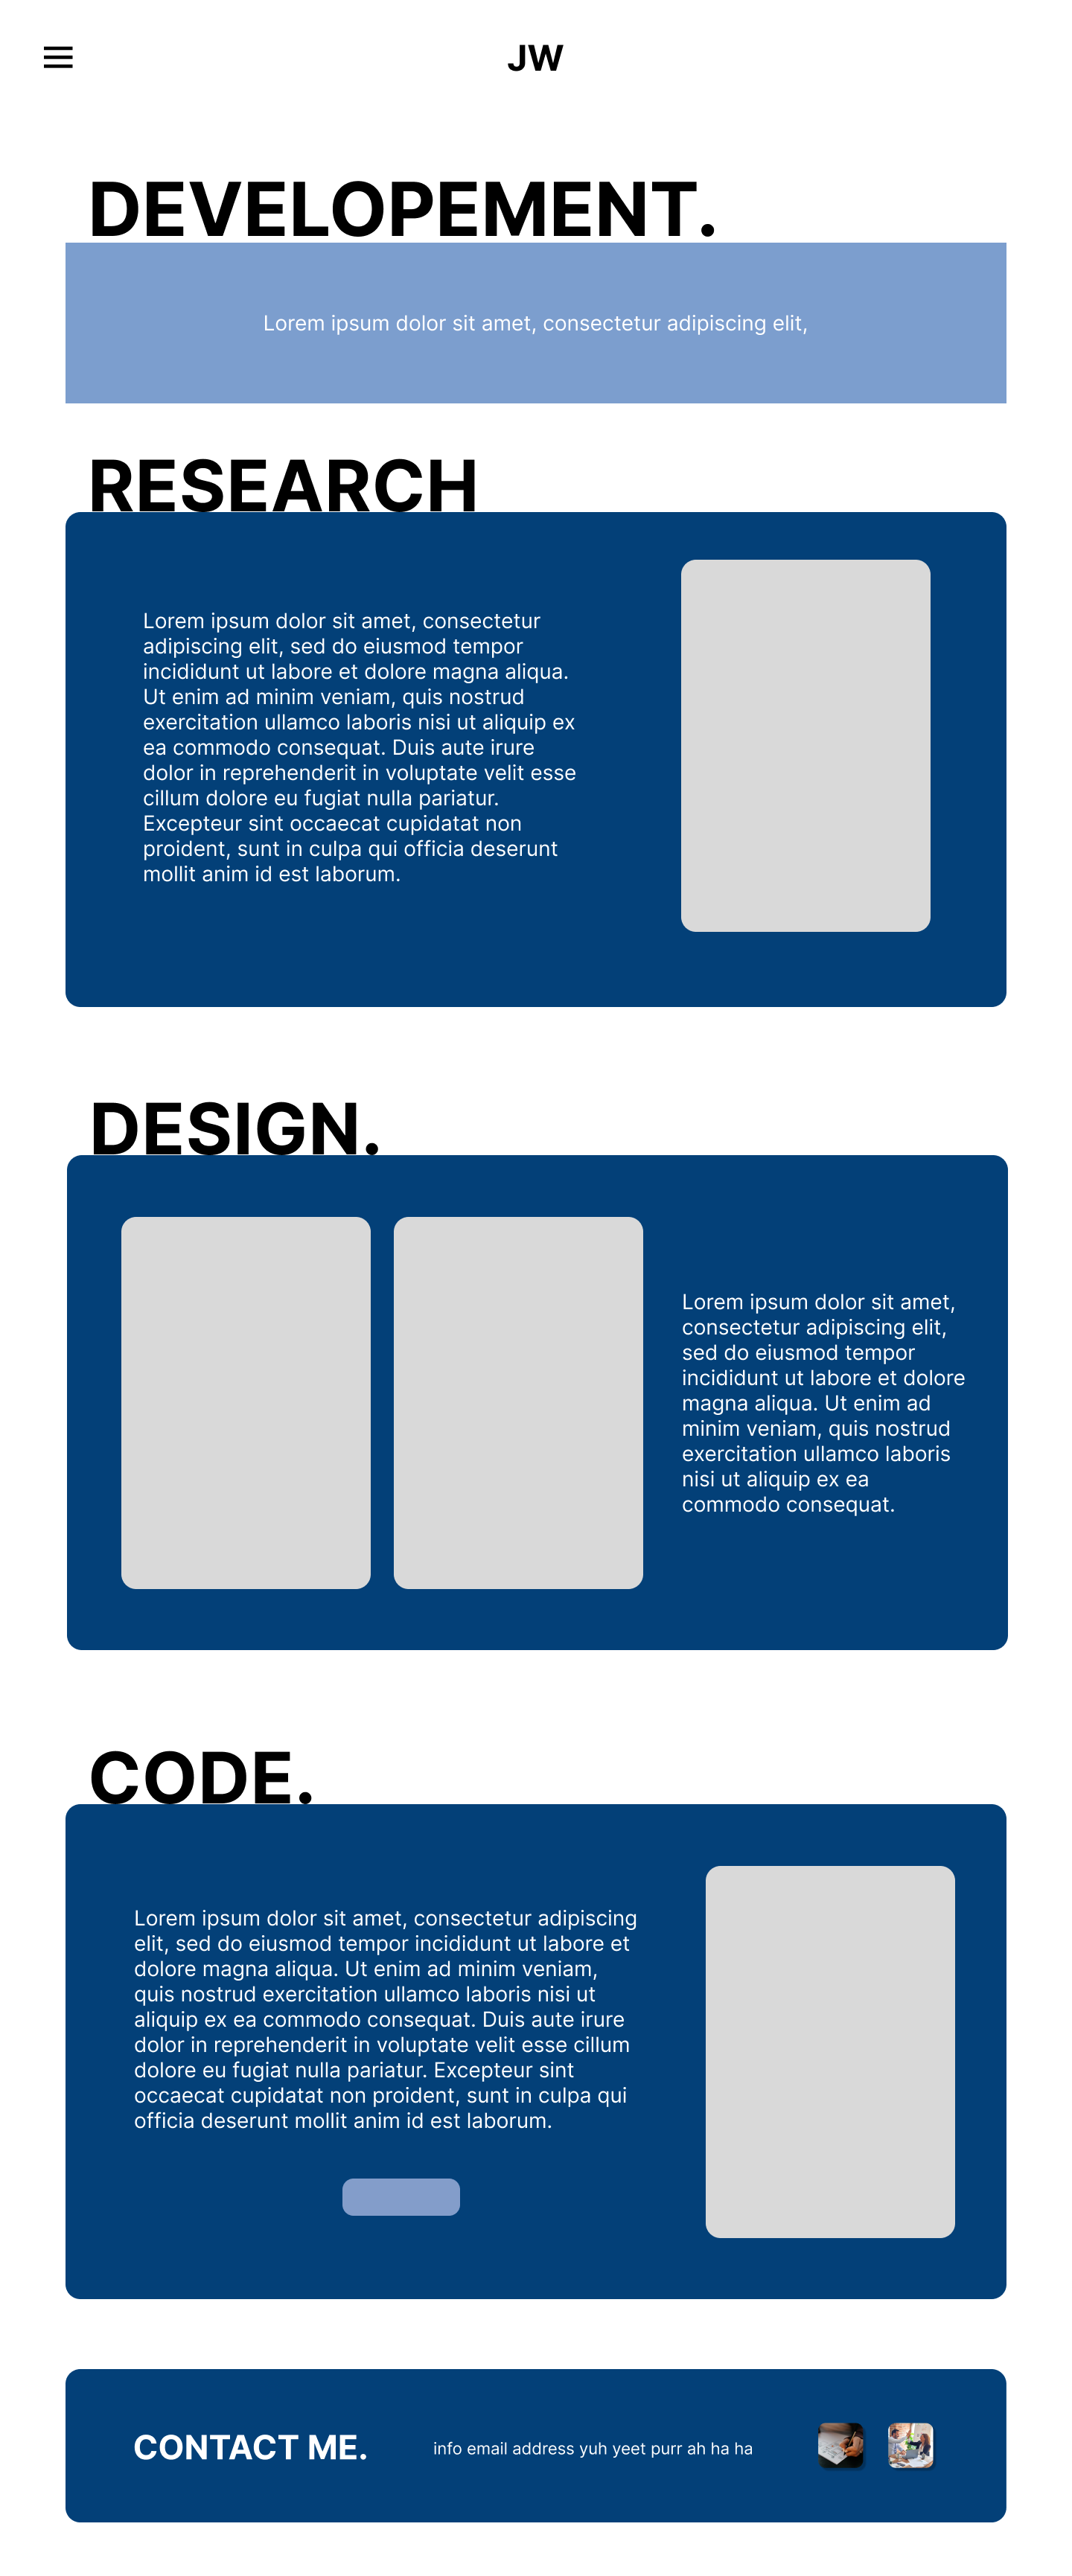 JW
DEVELOPEMENT.
Lorem ipsum dolor sit amet, consectetur adipiscing elit,
RESEARCH
Lorem ipsum dolor sit amet, consectetur
adipiscing elit, sed do eiusmod tempor
incididunt ut labore et dolore magna aliqua.
Ut enim ad minim veniam, quis nostrud
exercitation ullamco laboris nisi ut aliquip ex
ea commodo consequat. Duis aute irure
dolor in reprehenderit in voluptate velit esse
cillum dolore eu fugiat nulla pariatur.
Excepteur sint occaecat cupidatat non
proident, sunt in culpa qui officia deserunt
mollit anim id est laborum.
DESIGN.
Lorem ipsum dolor sit amet,
consectetur adipiscing elit,
sed do eiusmod tempor
incididunt ut labore et dolore
magna aliqua. Ut enim ad
minim veniam, quis nostrud
exercitation ullamco laboris
nisi ut aliquip ex ea
commodo consequat.
CODE.
Lorem ipsum dolor sit amet, consectetur adipiscing
elit, sed do eiusmod tempor incididunt ut labore et
dolore magna aliqua. Ut enim ad minim veniam,
quis nostrud exercitation ullamco laboris nisi ut
aliquip ex ea commodo consequat. Duis aute irure
dolor in reprehenderit in voluptate velit esse cillum
dolore eu fugiat nulla pariatur. Excepteur sint
occaecat cupidatat non proident, sunt in culpa qui
officia deserunt mollit anim id est laborum.
CONTACT ME.
info email address yuh yeet purr ah ha ha